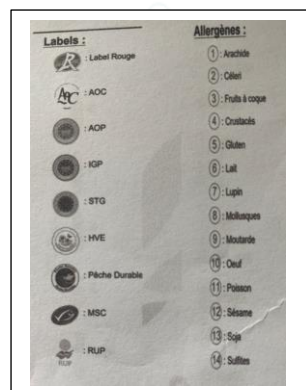 Labels :
: Label Rouge
AOC
: AOC
: AOP
: IGP
: STG
: HVE
: Pêche Durable
: MSC
: RUP
RUP
Allergènes :
1 : Arachide
2 : Céleri
3 : Fruits à coque
4 : Crustacés
5 : Gluten
6 : Lait
7 : Lupin
8 : Mollusques
9 : Moutarde
10 : Oeuf
11 : Poisson
12 : Sésame
13 : Soja
14 : Sulfites